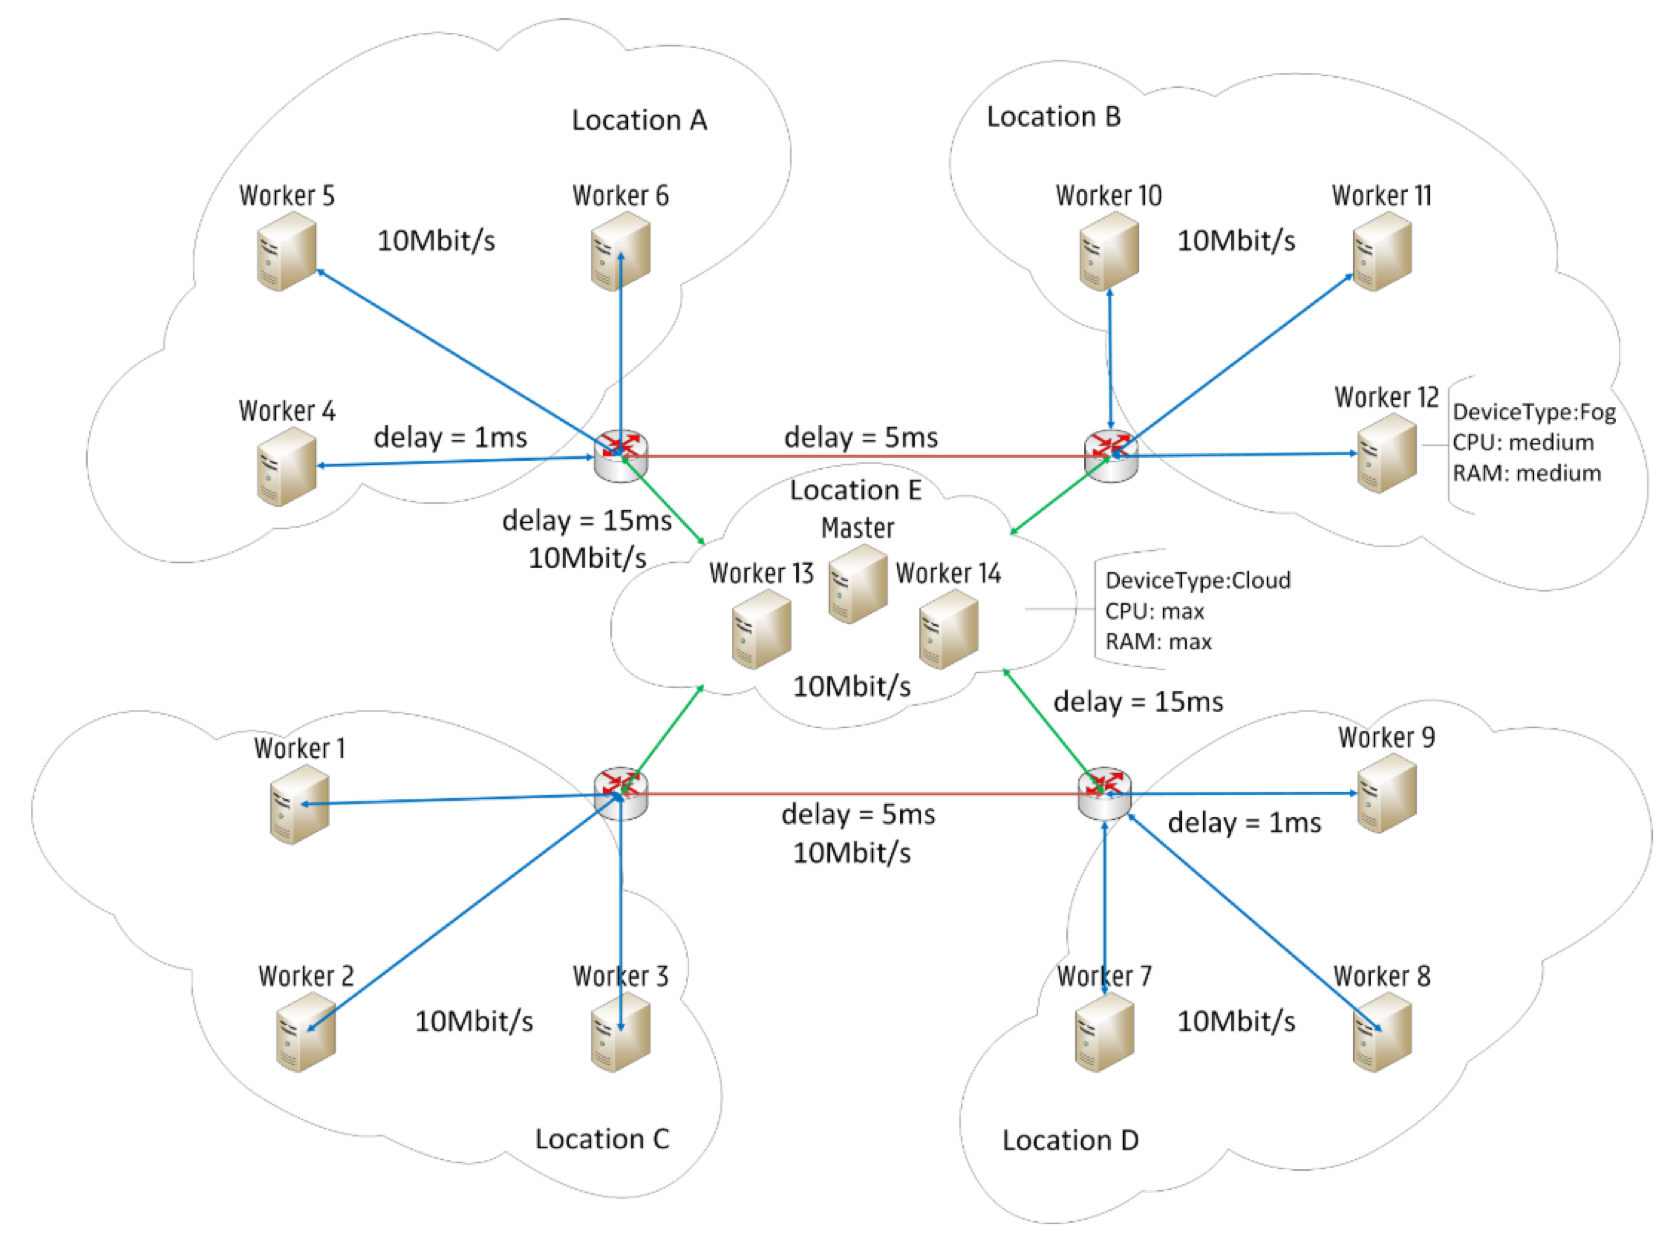 Location A
Location B
Worker 5
Worker 6
Worker 10
Worker 11
10Mbit/s
10Mbit/s
Worker 4
delay = 1ms
delay = 5ms
Worker 12
DeviceType:Fog
CPU: medium
RAM: medium
Location E
Master
delay = 15ms
10Mbit/s
Worker 13
Worker 14
DeviceType:Cloud
CPU: max
RAM: max
10Mbit/s
delay = 15ms
Worker 1
Worker 9
delay = 5ms
10Mbit/s
delay = 1ms
Worker 2
Worker 3
Worker 7
Worker 8
10Mbit/s
10Mbit/s
Location C
Location D